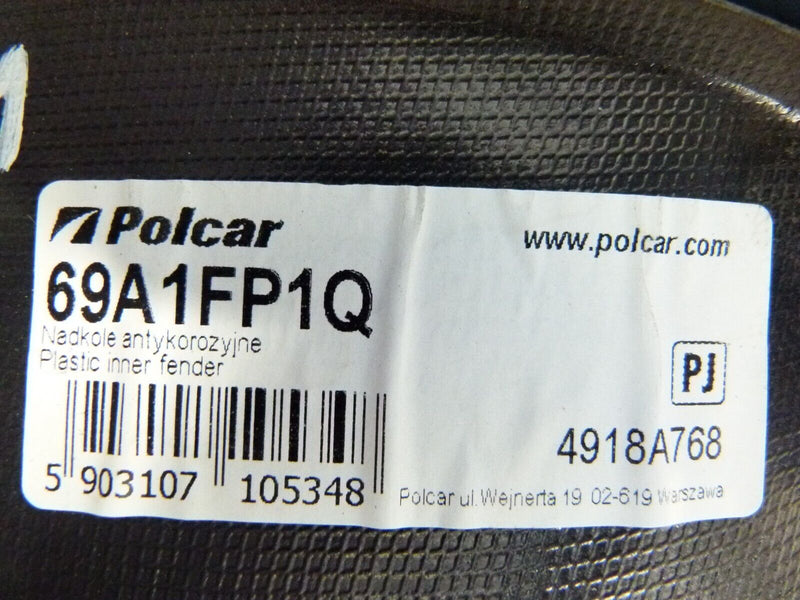 Polcar
www.polcar.com
69A1FP1Q
Nadkole antykorozyjne
Plastic inner fender
PJ
4918A768
5 903107 105348
Polcar ul. Wejnerta 19 02-619 Warszawa